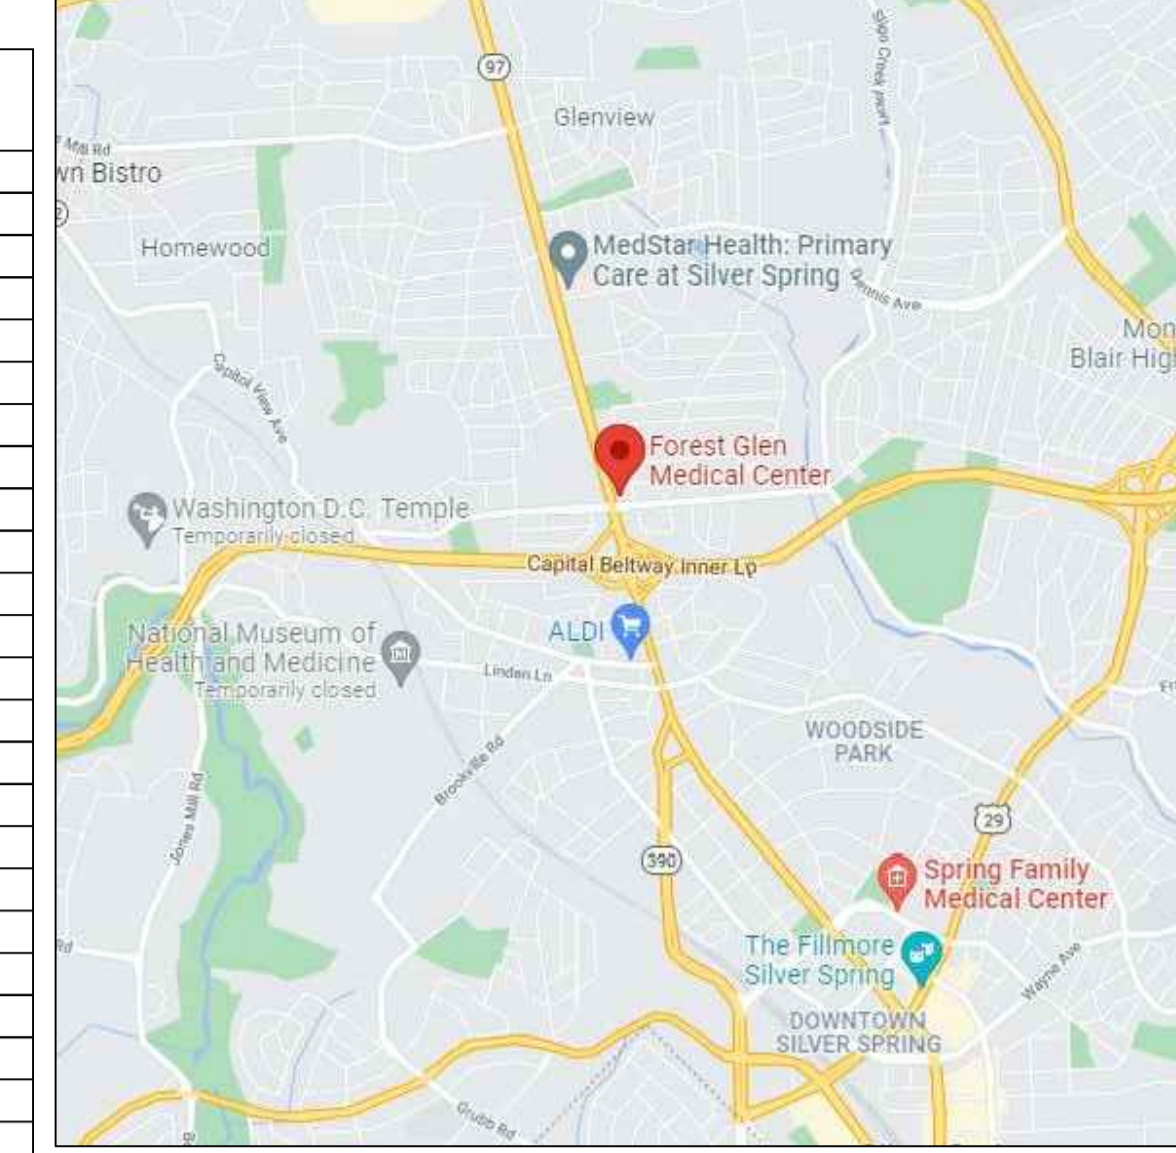 97
Glenview
Mill Rd
wn Bistro
Homewood
MedStar Health: Primary
Care at Silver Spring
Dennis Ave
Mon
Blair Hig
Capitol View Ave
Forest Glen
Medical Center
Washington D.C. Temple
Temporarily closed
Capital Beltway Inner Lp
ALDI
National Museum of
Health and Medicine
Temporarily closed
Linden Ln
WOODSIDE
PARK
Brookville Rd
Jones Mill Rd
29
390
Spring Family
Medical Center
The Fillmore
Silver Spring
Rd
Wayne Ave
DOWNTOWN
SILVER SPRING
Grubb Rd